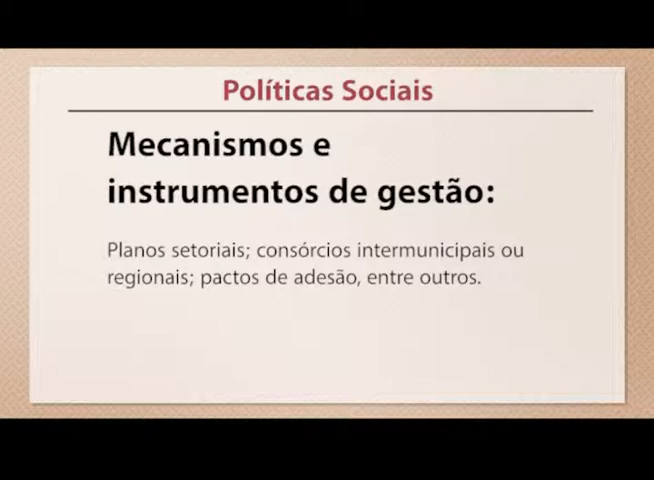 Políticas Sociais
Mecanismos e
instrumentos de gestão:
Planos setoriais; consórcios intermunicipais ou
regionais; pactos de adesão, entre outros.